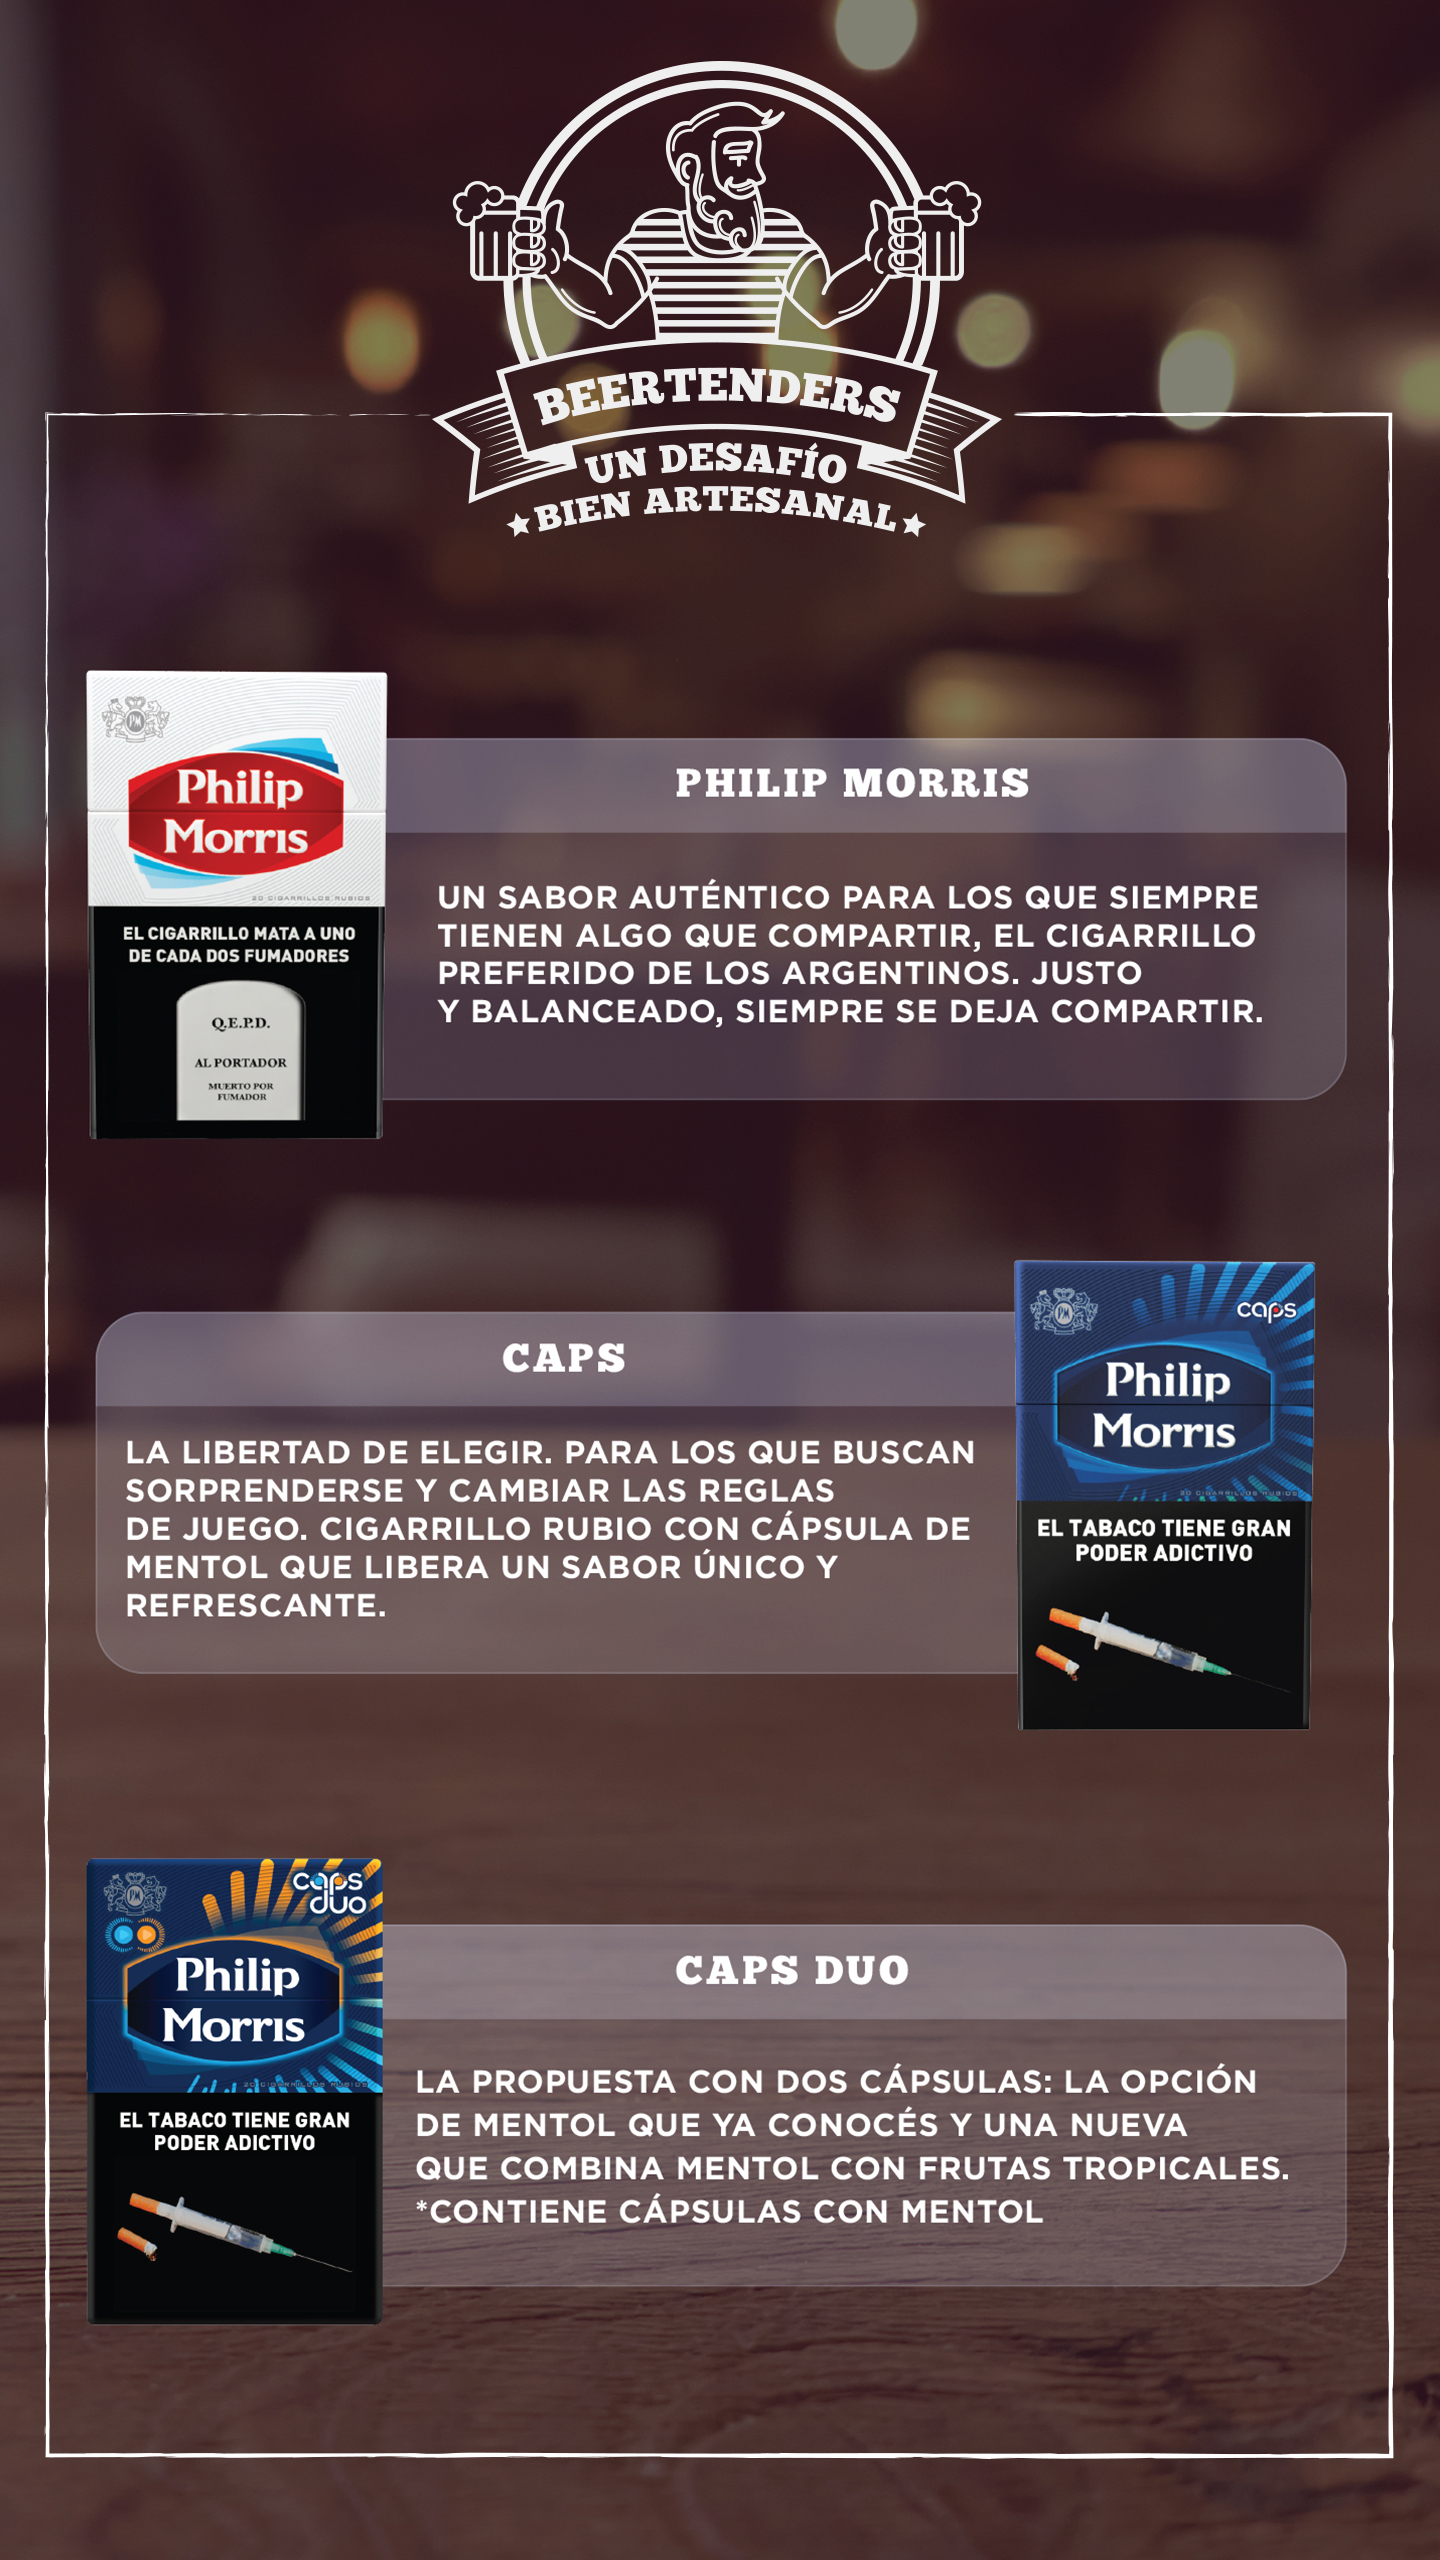 BEERTENDERS
UN DESAFÍO
BIEN ARTESANAL
PM
Philip
Morris
20 CIGARRILLOS RUBIOS
EL CIGARRILLO MATA A UNO
DE CADA DOS FUMADORES
Q.E.P.D.
AL PORTADOR
MUERTO POR
FUMADOR
PHILIP MORRIS
UN SABOR AUTÉNTICO PARA LOS QUE SIEMPRE
TIENEN ALGO QUE COMPARTIR, EL CIGARRILLO
PREFERIDO DE LOS ARGENTINOS. JUSTO
Y BALANCEADO, SIEMPRE SE DEJA COMPARTIR.
CAPS
LA LIBERTAD DE ELEGIR. PARA LOS QUE BUSCAN
SORPRENDERSE Y CAMBIAR LAS REGLAS
DE JUEGO. CIGARRILLO RUBIO CON CÁPSULA DE
MENTOL QUE LIBERA UN SABOR ÚNICO Y
REFRESCANTE.
PM
caps
Philip
Morris
20 CIGARRILLOS RUBIOS
EL TABACO TIENE GRAN
PODER ADICTIVO
PM
caps
duo
Philip
Morris
20 CIGARRILLOS RUBIOS
EL TABACO TIENE GRAN
PODER ADICTIVO
CAPS DUO
LA PROPUESTA CON DOS CÁPSULAS: LA OPCIÓN
DE MENTOL QUE YA CONOCÉS Y UNA NUEVA
QUE COMBINA MENTOL CON FRUTAS TROPICALES.
*CONTIENE CÁPSULAS CON MENTOL